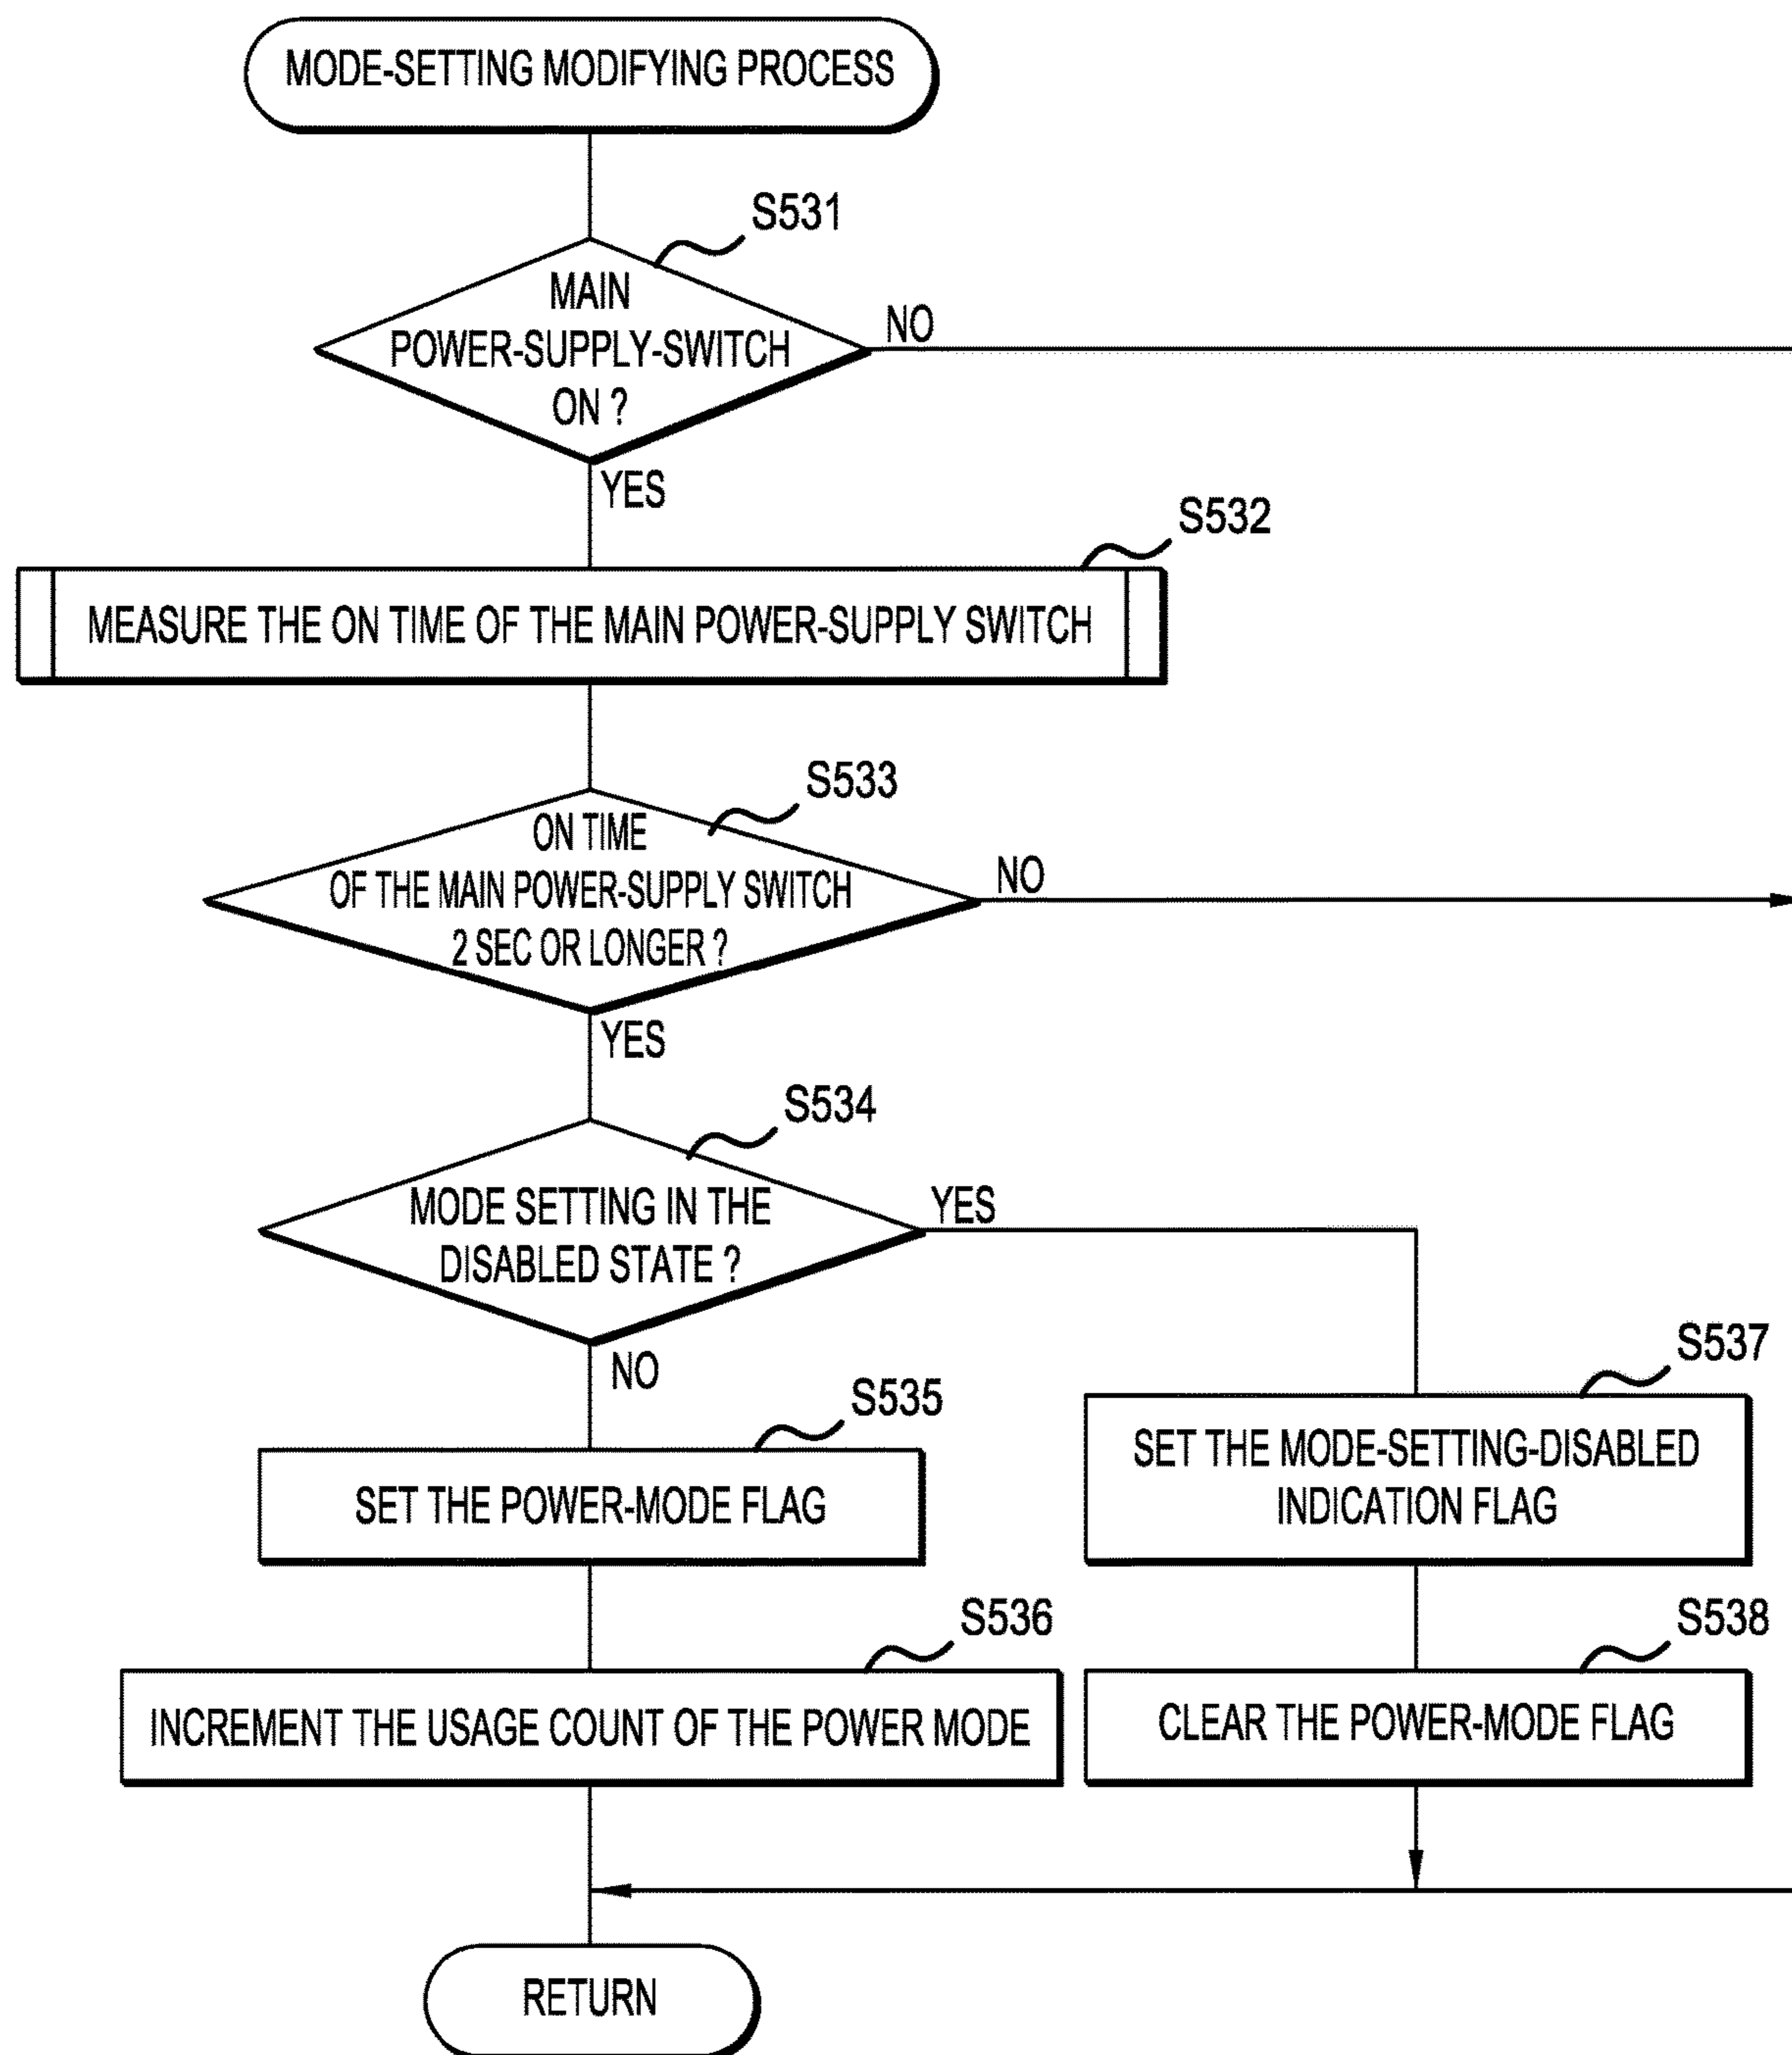 MODE-SETTING MODIFYING PROCESS
S531
MAIN
POWER-SUPPLY-SWITCH
ON ?
NO
YES
S532
MEASURE THE ON TIME OF THE MAIN POWER-SUPPLY SWITCH
S533
ON TIME
OF THE MAIN POWER-SUPPLY SWITCH
2 SEC OR LONGER ?
NO
YES
S534
MODE SETTING IN THE
DISABLED STATE ?
YES
NO
S535
SET THE POWER-MODE FLAG
S536
INCREMENT THE USAGE COUNT OF THE POWER MODE
S537
SET THE MODE-SETTING-DISABLED
INDICATION FLAG
S538
CLEAR THE POWER-MODE FLAG
RETURN